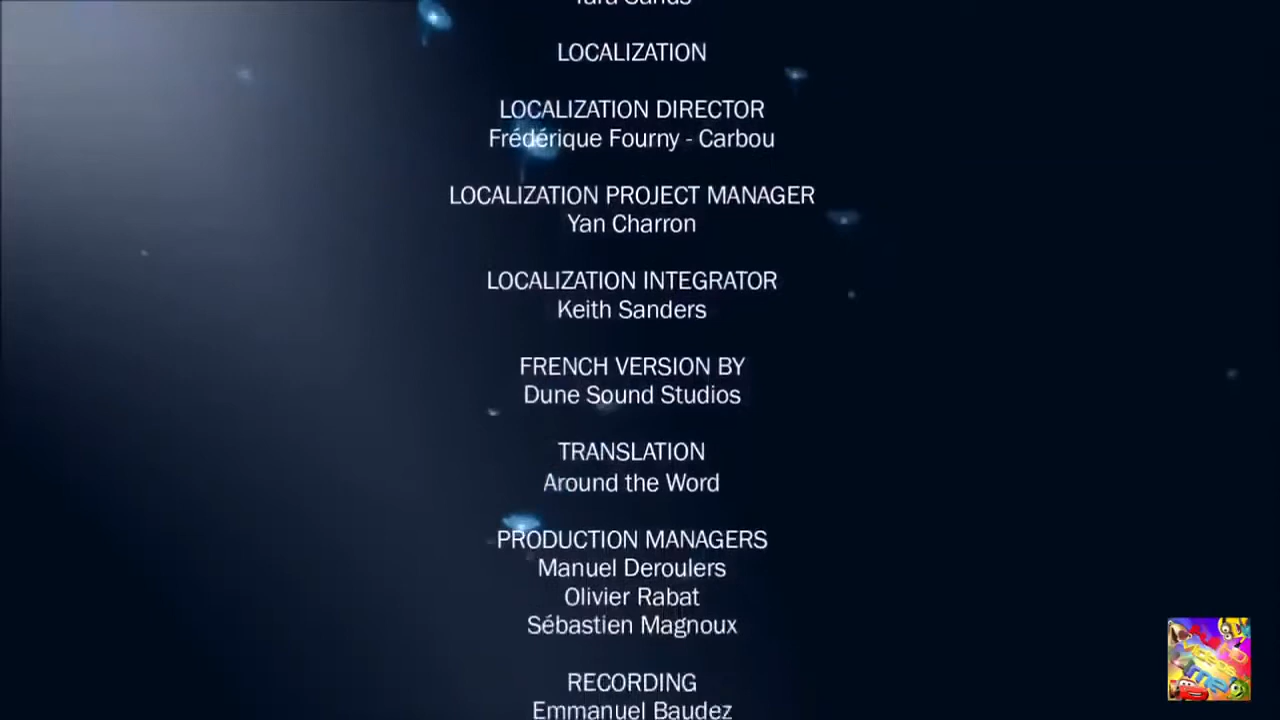 LOCALIZATION
LOCALIZATION DIRECTOR
Frédérique Fourny - Carbou
LOCALIZATION PROJECT MANAGER
Yan Charron
LOCALIZATION INTEGRATOR
Keith Sanders
FRENCH VERSION BY
Dune Sound Studios
TRANSLATION
Around the Word
PRODUCTION MANAGERS
Manuel Deroulers
Olivier Rabat
Sébastien Magnoux
RECORDING
Emmanuel Baudez